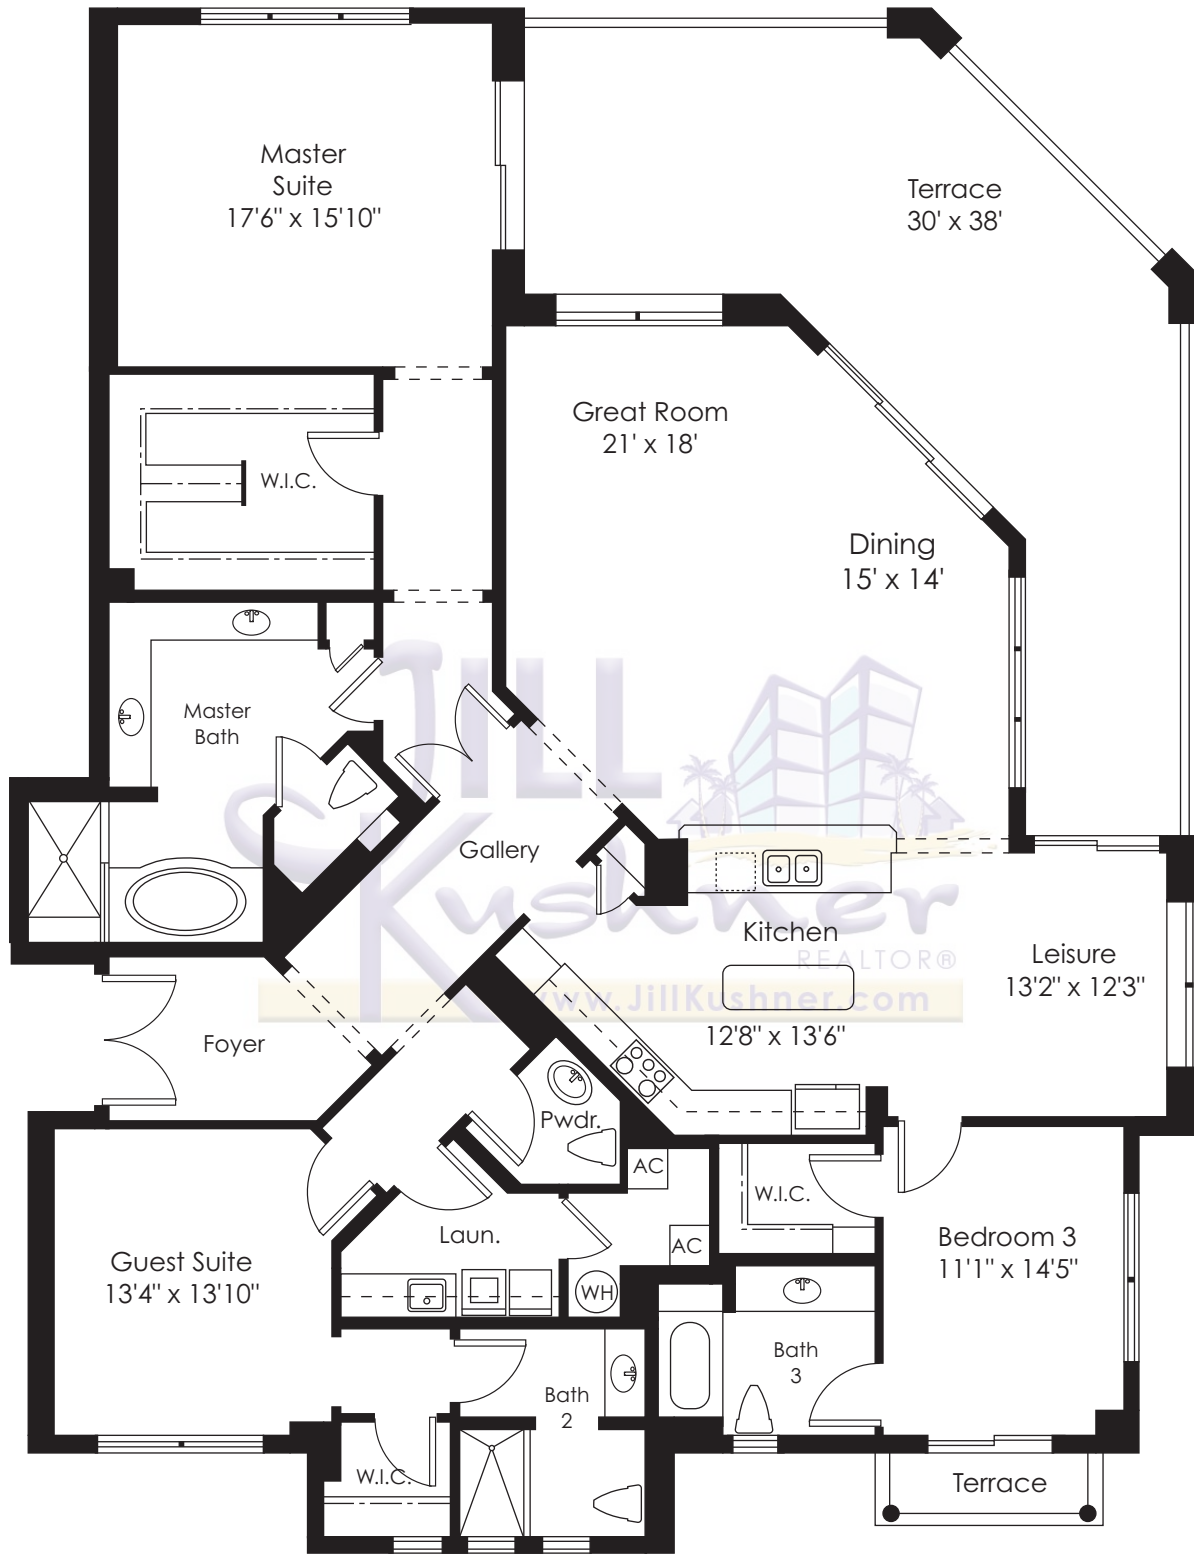 Master
Suite
17'6" x 15'10"
Terrace
30' x 38'
Great Room
21' x 18'
W.I.C.
Dining
15' x 14'
JILL
Kushner
REALTOR®
www.JillKushner.com
Master
Bath
Gallery
Kitchen
12'8" x 13'6"
Leisure
13'2" x 12'3"
Foyer
Pwdr.
AC
W.I.C.
Laun.
AC
Bedroom 3
11'1" x 14'5"
Guest Suite
13'4" x 13'10"
WH
Bath
3
Bath
2
W.I.C.
Terrace